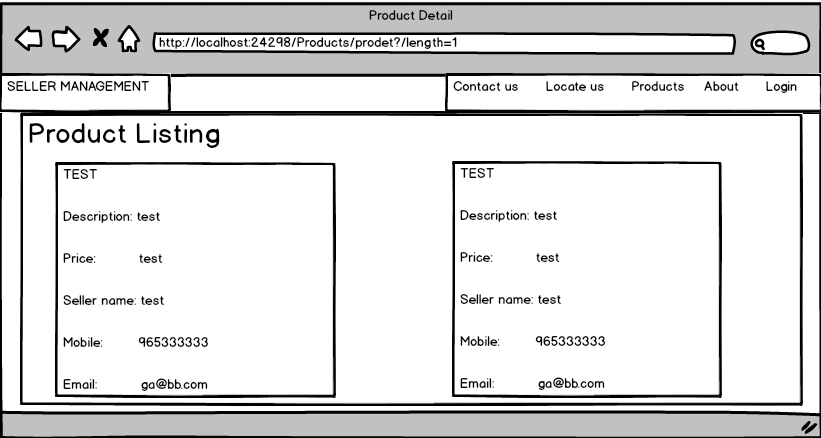 Product Detail
http://localhost:24298/Products/prodet?/length=1
SELLER MANAGEMENT
Contact us Locate us Products About Login
Product Listing
TEST
Description: test
Price: test
Seller name: test
Mobile: 965333333
Email: ga@bb.com
TEST
Description: test
Price: test
Seller name: test
Mobile: 965333333
Email: ga@bb.com